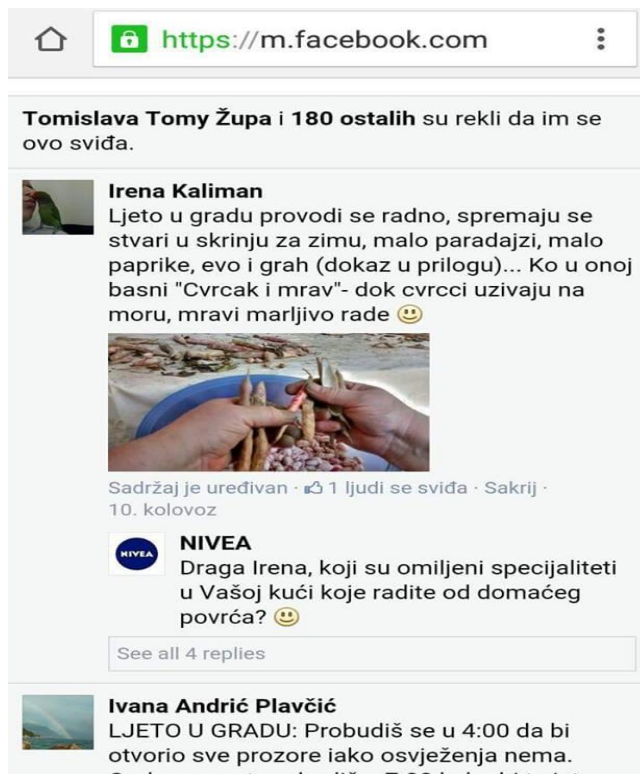 https://m.facebook.com
Tomislava Tomy Župa i 180 ostalih su rekli da im se
ovo sviđa.
Irena Kaliman
Ljeto u gradu provodi se radno, spremaju se
stvari u skrinju za zimu, malo paradajzi, malo
paprike, evo i grah (dokaz u prilogu)... Ko u onoj
basni "Cvrcak i mrav"- dok cvrcci uzivaju na
moru, mravi marljivo rade 🙂
Sadržaj je uređivan · 1 ljudi se sviđa · Sakrij ·
10. kolovoz
NIVEA
NIVEA
Draga Irena, koji su omiljeni specijaliteti
u Vašoj kući koje radite od domaćeg
povrća? 🙂
See all 4 replies
Ivana Andrić Plavčić
LJETO U GRADU: Probudiš se u 4:00 da bi
otvorio sve prozore iako osvježenja nema.